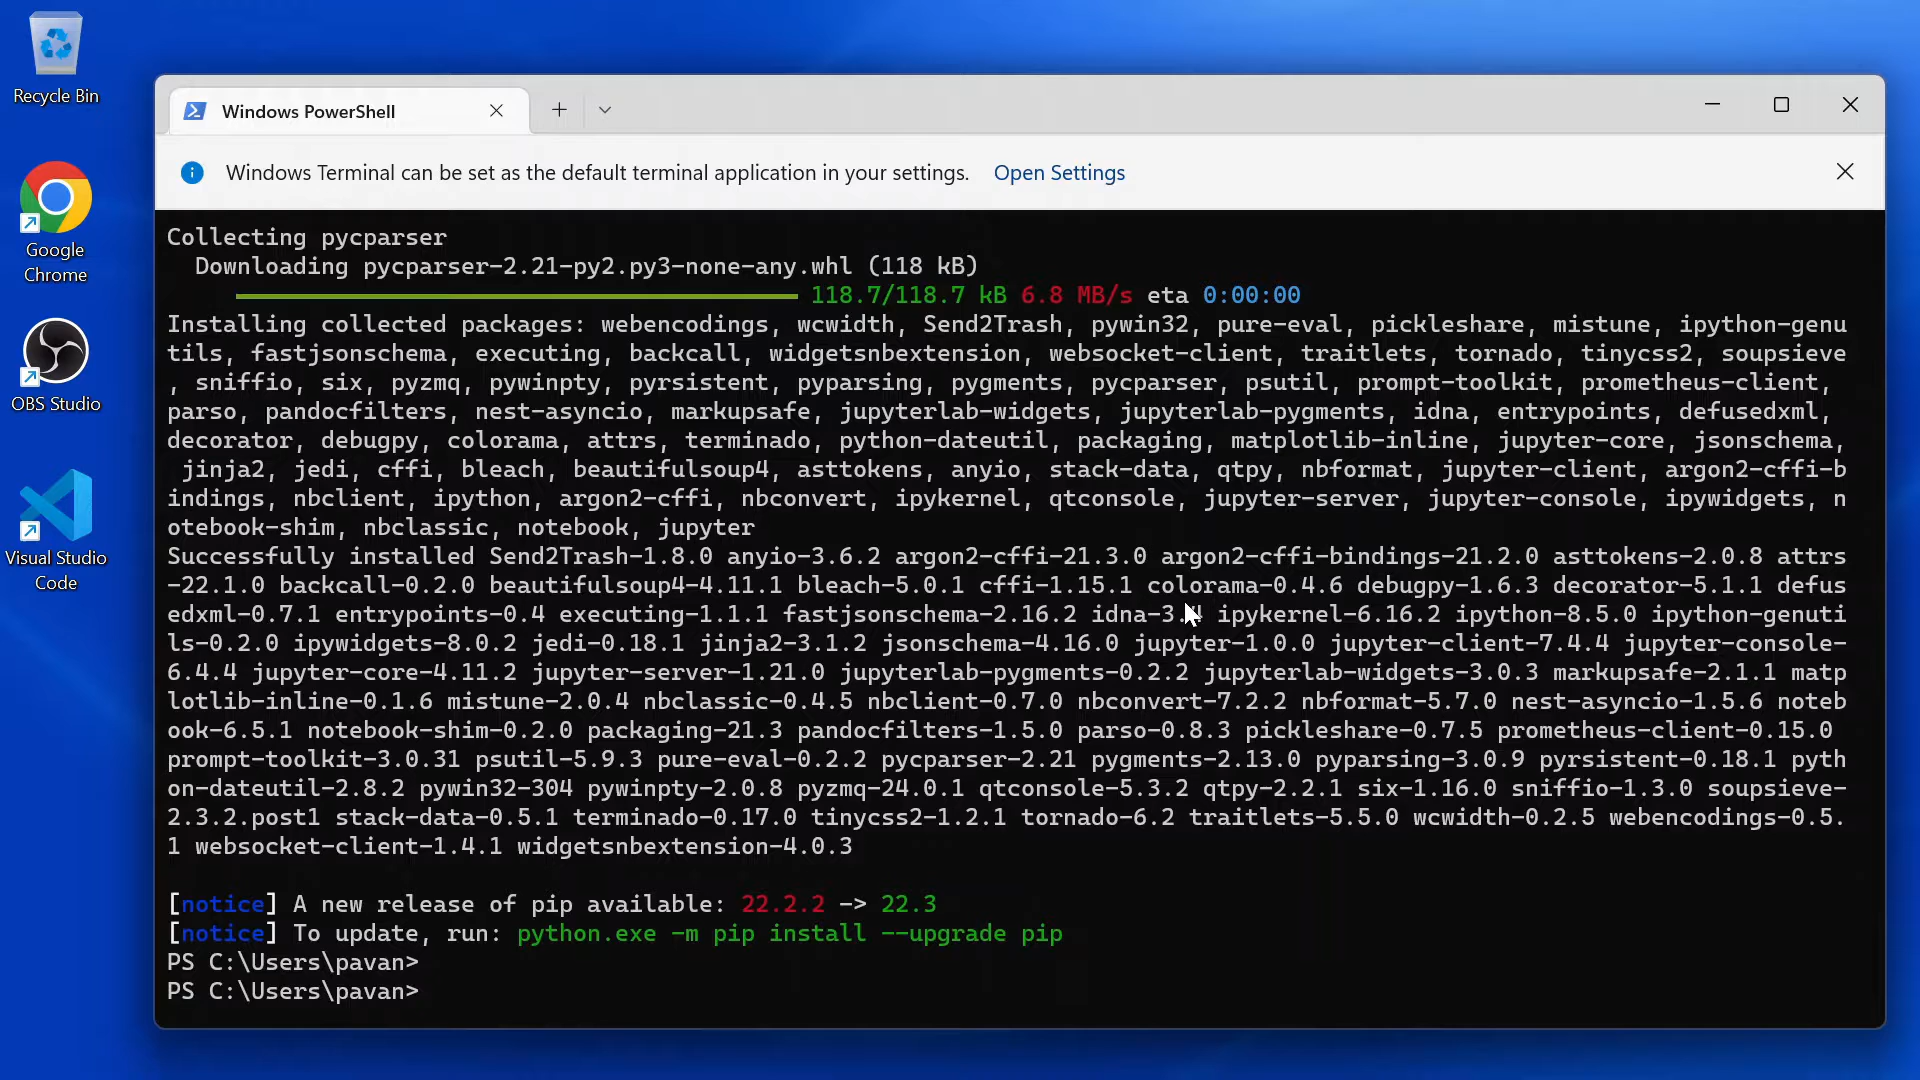 Recycle Bin
Google
Chrome
OBS Studio
Visual Studio
Code
Windows PowerShell
Windows Terminal can be set as the default terminal application in your settings. Open Settings
Collecting pycparser
Downloading pycparser-2.21-py2.py3-none-any.whl (118 kB)
118.7/118.7 kB 6.8 MB/s eta 0:00:00
Installing collected packages: webencodings, wcwidth, Send2Trash, pywin32, pure-eval, pickleshare, mistune, ipython-genu
tils, fastjsonschema, executing, backcall, widgetsnbextension, websocket-client, traitlets, tornado, tinycss2, soupsieve
, sniffio, six, pyzmq, pywinpty, pyrsistent, pyparsing, pygments, pycparser, psutil, prompt-toolkit, prometheus-client,
parso, pandocfilters, nest-asyncio, markupsafe, jupyterlab-widgets, jupyterlab-pygments, idna, entrypoints, defusedxml,
decorator, debugpy, colorama, attrs, terminado, python-dateutil, packaging, matplotlib-inline, jupyter-core, jsonschema,
jinja2, jedi, cffi, bleach, beautifulsoup4, asttokens, anyio, stack-data, qtpy, nbformat, jupyter-client, argon2-cffi-b
indings, nbclient, ipython, argon2-cffi, nbconvert, ipykernel, qtconsole, jupyter-server, jupyter-console, ipywidgets, n
otebook-shim, nbclassic, notebook, jupyter
Successfully installed Send2Trash-1.8.0 anyio-3.6.2 argon2-cffi-21.3.0 argon2-cffi-bindings-21.2.0 asttokens-2.0.8 attrs
-22.1.0 backcall-0.2.0 beautifulsoup4-4.11.1 bleach-5.0.1 cffi-1.15.1 colorama-0.4.6 debugpy-1.6.3 decorator-5.1.1 defus
edxml-0.7.1 entrypoints-0.4 executing-1.1.1 fastjsonschema-2.16.2 idna-3.4 ipykernel-6.16.2 ipython-8.5.0 ipython-genuti
ls-0.2.0 ipywidgets-8.0.2 jedi-0.18.1 jinja2-3.1.2 jsonschema-4.16.0 jupyter-1.0.0 jupyter-client-7.4.4 jupyter-console-
6.4.4 jupyter-core-4.11.2 jupyter-server-1.21.0 jupyterlab-pygments-0.2.2 jupyterlab-widgets-3.0.3 markupsafe-2.1.1 matp
lotlib-inline-0.1.6 mistune-2.0.4 nbclassic-0.4.5 nbclient-0.7.0 nbconvert-7.2.2 nbformat-5.7.0 nest-asyncio-1.5.6 noteb
ook-6.5.1 notebook-shim-0.2.0 packaging-21.3 pandocfilters-1.5.0 parso-0.8.3 pickleshare-0.7.5 prometheus-client-0.15.0
prompt-toolkit-3.0.31 psutil-5.9.3 pure-eval-0.2.2 pycparser-2.21 pygments-2.13.0 pyparsing-3.0.9 pyrsistent-0.18.1 pyth
on-dateutil-2.8.2 pywin32-304 pywinpty-2.0.8 pyzmq-24.0.1 qtconsole-5.3.2 qtpy-2.2.1 six-1.16.0 sniffio-1.3.0 soupsieve-
2.3.2.post1 stack-data-0.5.1 terminado-0.17.0 tinycss2-1.2.1 tornado-6.2 traitlets-5.5.0 wcwidth-0.2.5 webencodings-0.5.
1 websocket-client-1.4.1 widgetsnbextension-4.0.3
[notice] A new release of pip available: 22.2.2 -> 22.3
[notice] To update, run: python.exe -m pip install --upgrade pip
PS C:\Users\pavan>
PS C:\Users\pavan>